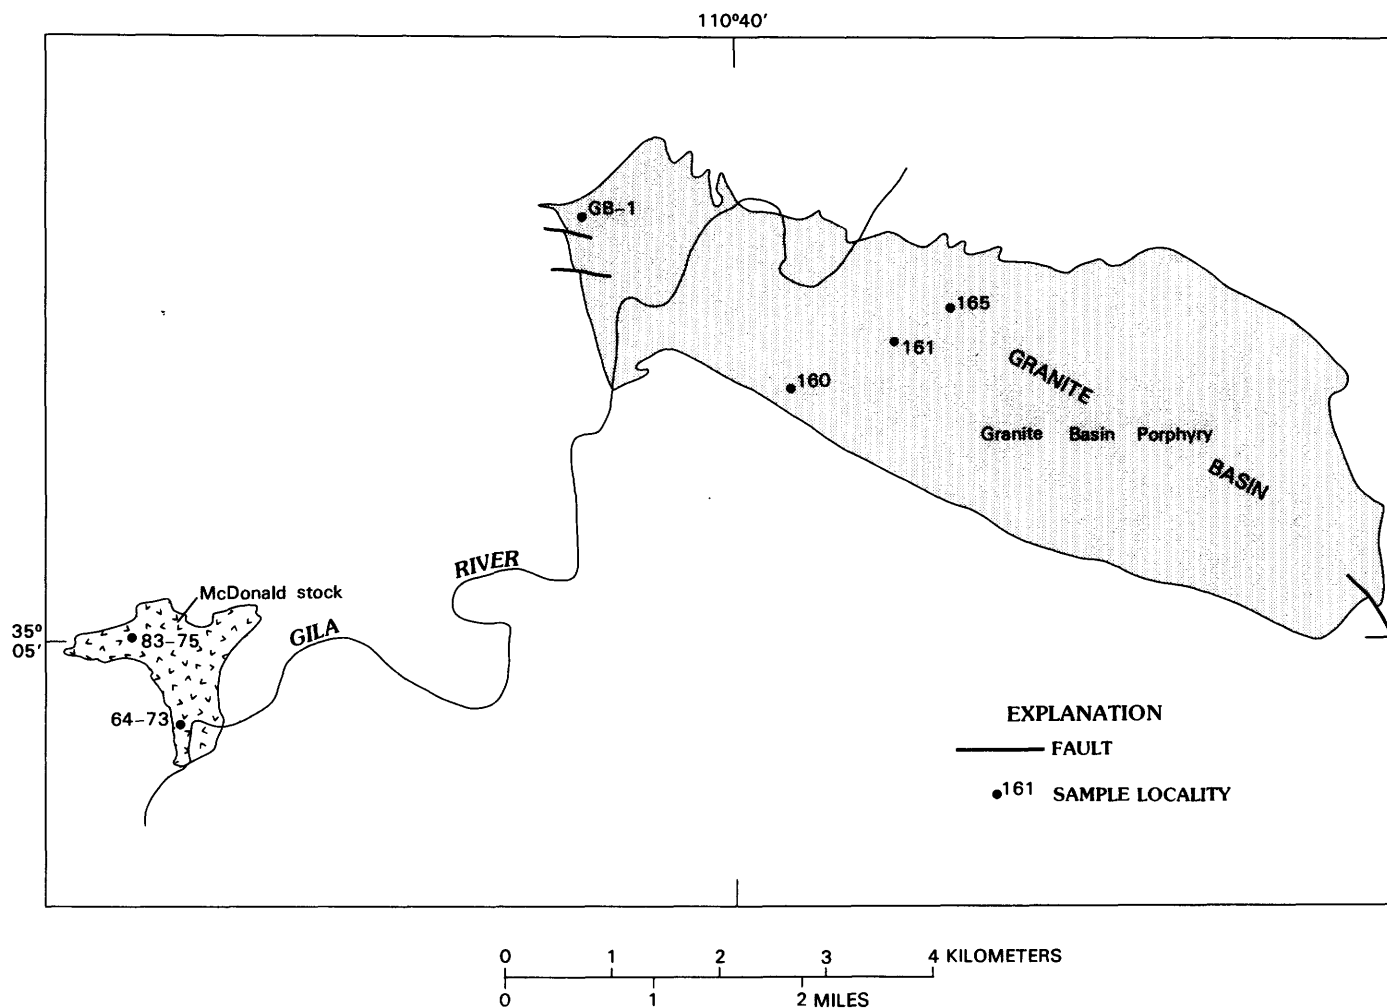 110°40′
GB-1
165
161
GRANITE
160
Granite Basin Porphyry
BASIN
RIVER
McDonald stock
GILA
35°
05′
83-75
64-73
EXPLANATION
FAULT
161 SAMPLE LOCALITY
0 1 2 3 4 KILOMETERS
0 1 2 MILES